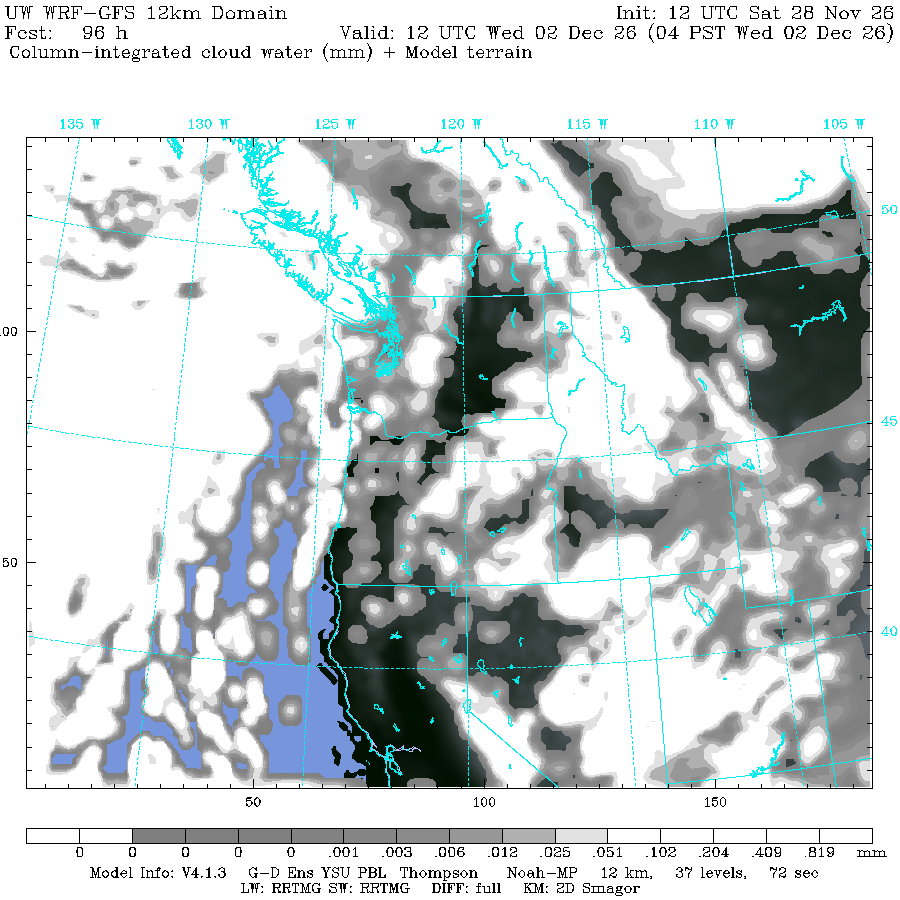 UW WRF-GFS 12km Domain Init: 12 UTC Sat 28 Nov 26
Fcst: 96 h Valid: 12 UTC Wed 02 Dec 26 (04 PST Wed 02 Dec 26)
Column-integrated cloud water (mm) + Model terrain
135 W 130 W 125 W 120 W 115 W 110 W 105 W
50
00
45
50
40
50 100 150
0 0 0 0 .001 .003 .006 .012 .025 .051 .102 .204 .409 .819 mm
Model Info: V4.1.3 G-D Ens YSU PBL Thompson Noah-MP 12 km, 37 levels, 72 sec
LW: RRTMG SW: RRTMG DIFF: full KM: 2D Smagor